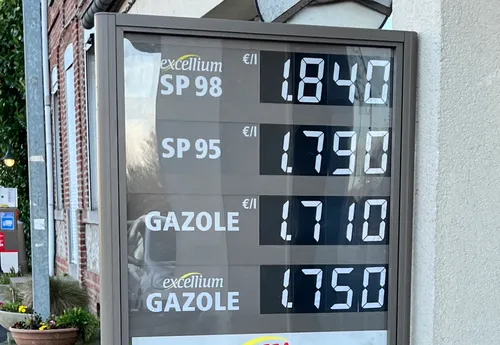 excellium €/l 1.840
SP 98
SP 95 €/l 1.790
GAZOLE €/l 1.710
excellium 1.750
GAZOLE